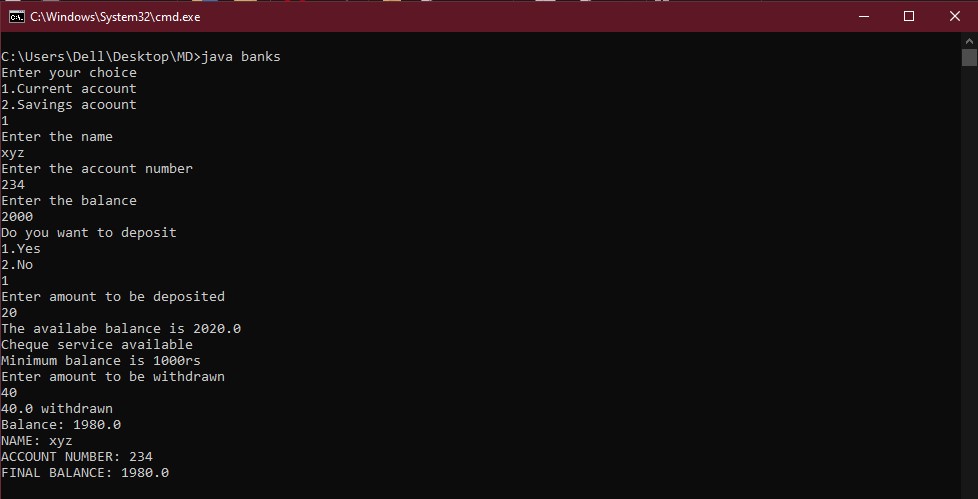 C:\Windows\System32\cmd.exe
C:\Users\Dell\Desktop\MD>java banks
Enter your choice
1.Current account
2.Savings acoount
1
Enter the name
xyz
Enter the account number
234
Enter the balance
2000
Do you want to deposit
1.Yes
2.No
1
Enter amount to be deposited
20
The availabe balance is 2020.0
Cheque service available
Minimum balance is 1000rs
Enter amount to be withdrawn
40
40.0 withdrawn
Balance: 1980.0
NAME: xyz
ACCOUNT NUMBER: 234
FINAL BALANCE: 1980.0